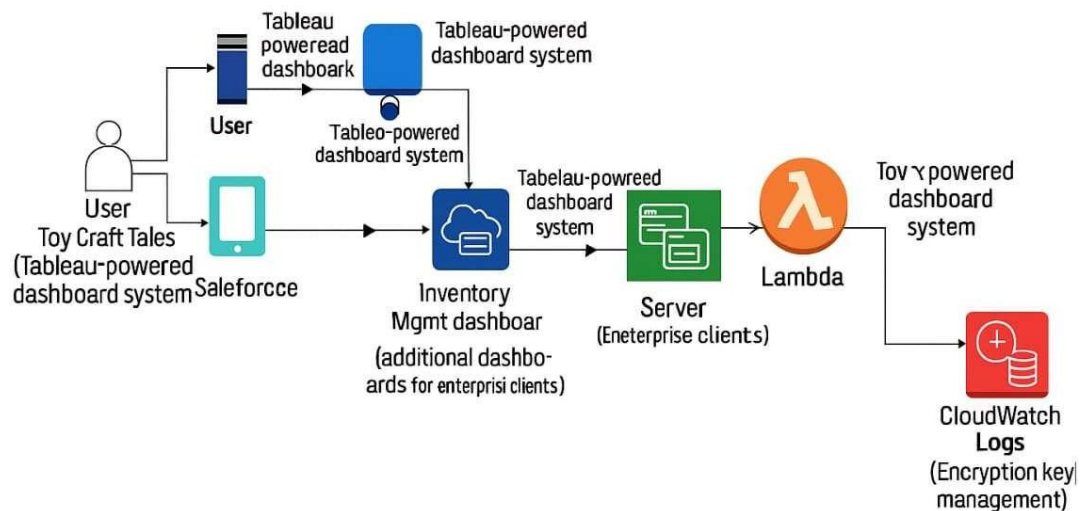 Tableau
poweread
dashboark
Tableau-powered
dashboard system
User
Tableo-powered
dashboard system
User
Toy Craft Tales
(Tableau-powered
dashboard system
Saleforcce
Tabelau-powreed
dashboard
system
Inventory
Mgmt dashboar
(additional dashbo-
ards for enterprisi clients)
Server
(Eneterprise clients)
Lambda
powered
dashboard
system
CloudWatch
Logs
(Encryption key
management)